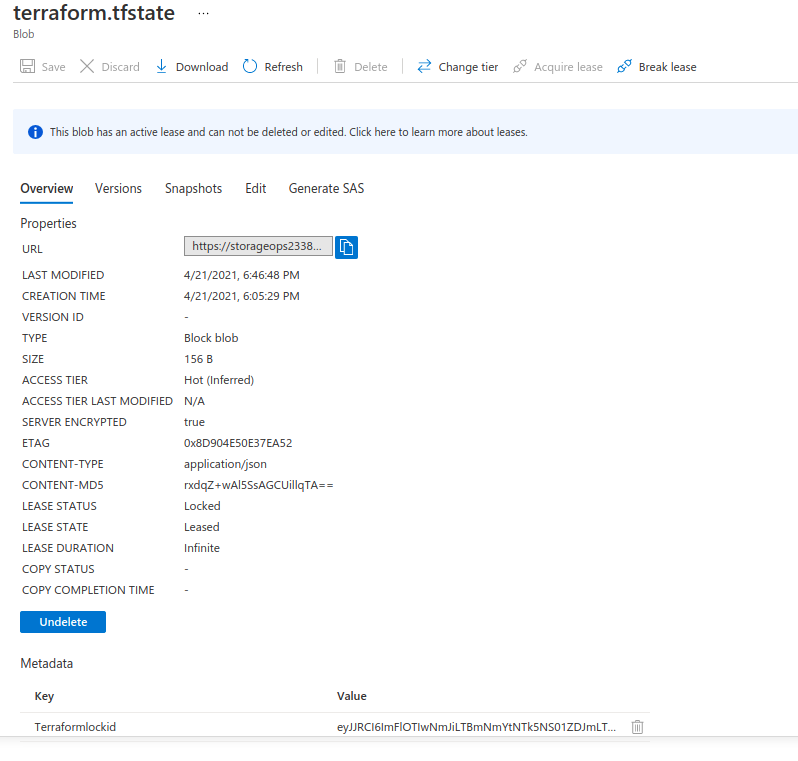 terraform.tfstate ...
Blob
Save Discard Download Refresh Delete Change tier Acquire lease Break lease
This blob has an active lease and can not be deleted or edited. Click here to learn more about leases.
Overview Versions Snapshots Edit Generate SAS
Properties
URL https://storageops2338...
LAST MODIFIED 4/21/2021, 6:46:48 PM
CREATION TIME 4/21/2021, 6:05:29 PM
VERSION ID -
TYPE Block blob
SIZE 156 B
ACCESS TIER Hot (Inferred)
ACCESS TIER LAST MODIFIED N/A
SERVER ENCRYPTED true
ETAG 0x8D904E50E37EA52
CONTENT-TYPE application/json
CONTENT-MD5 rxdqZ+wAl5SsAGCUillqTA==
LEASE STATUS Locked
LEASE STATE Leased
LEASE DURATION Infinite
COPY STATUS -
COPY COMPLETION TIME -
Undelete
Metadata
Key Value
Terraformlockid eyJJRCI6ImFlOTIwNmJiLTBmNmYtNTk5NS01ZDJmLT...